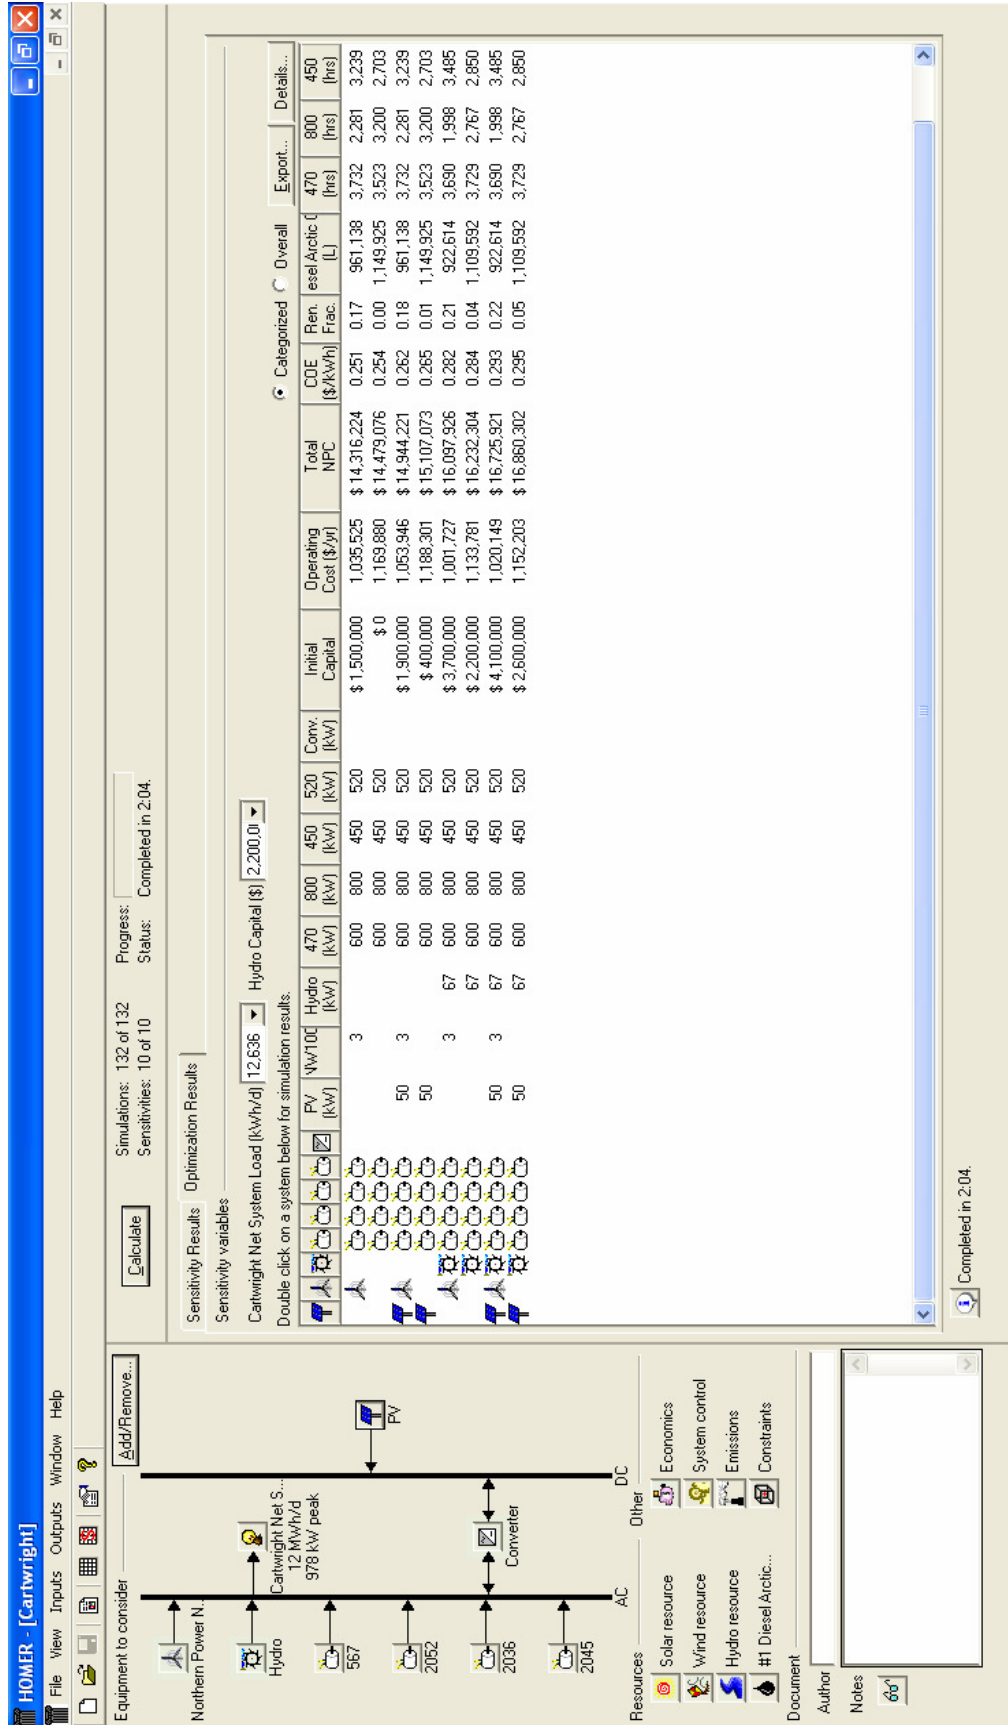 HOMER - [Cartwright]
File View Inputs Outputs Window Help
Equipment to consider
Add/Remove...
Northern Power N...
Hydro
567
2052
2036
2045
Cartwright Net S...
12 MWh/d
978 kW peak
Converter
PV
AC
DC
Resources
Other
Solar resource
Economics
Wind resource
System control
Hydro resource
Emissions
#1 Diesel Arctic...
Constraints
Document
Author
Notes
Calculate
Simulations: 132 of 132
Progress:
Sensitivities: 10 of 10
Status: Completed in 2:04.
Sensitivity Results
Optimization Results
Sensitivity variables
Cartwright Net System Load (kWh/d) 12,636 Hydro Capital ($)
Double click on a system below for simulation results.
Categorized Overall Export... Details...
PV (kW) NW100 Hydro (kW) 470 (kW) 800 (kW) 450 (kW) 520 (kW) Conv. (kW) Initial Capital Operating Cost ($/yr) Total NPC COE ($/kWh) Ren. Frac. esel Arctic (L) 470 (hrs) 800 (hrs) 450 (hrs)
3 600 800 450 520 $ 1,500,000 1,035,525 $ 14,316,224 0.251 0.17 961,138 3,732 2,281 3,239
600 800 450 520 $ 0 1,169,880 $ 14,479,076 0.254 0.00 1,149,925 3,523 3,200 2,703
50 3 600 800 450 520 $ 1,900,000 1,053,946 $ 14,944,221 0.262 0.18 961,138 3,732 2,281 3,239
50 600 800 450 520 $ 400,000 1,188,301 $ 15,107,073 0.265 0.01 1,149,925 3,523 3,200 2,703
3 67 600 800 450 520 $ 3,700,000 1,001,727 $ 16,097,926 0.282 0.21 922,614 3,690 1,998 3,485
67 600 800 450 520 $ 2,200,000 1,133,781 $ 16,232,304 0.284 0.04 1,109,592 3,729 2,767 2,850
50 3 67 600 800 450 520 $ 4,100,000 1,020,149 $ 16,725,921 0.293 0.22 922,614 3,690 1,998 3,485
50 67 600 800 450 520 $ 2,600,000 1,152,203 $ 16,860,302 0.295 0.05 1,109,592 3,729 2,767 2,850
Completed in 2:04.